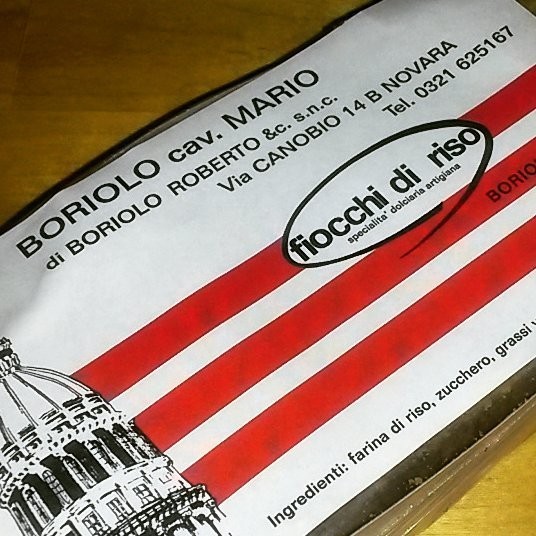 BORIOLO cav. MARIO
di BORIOLO ROBERTO &c. s.n.c.
Via CANOBIO 14 B NOVARA
Tel. 0321 625167
fiocchi di riso
specialita' dolciaria artigiana
BORIO
Ingredienti: farina di riso, zucchero, grassi v